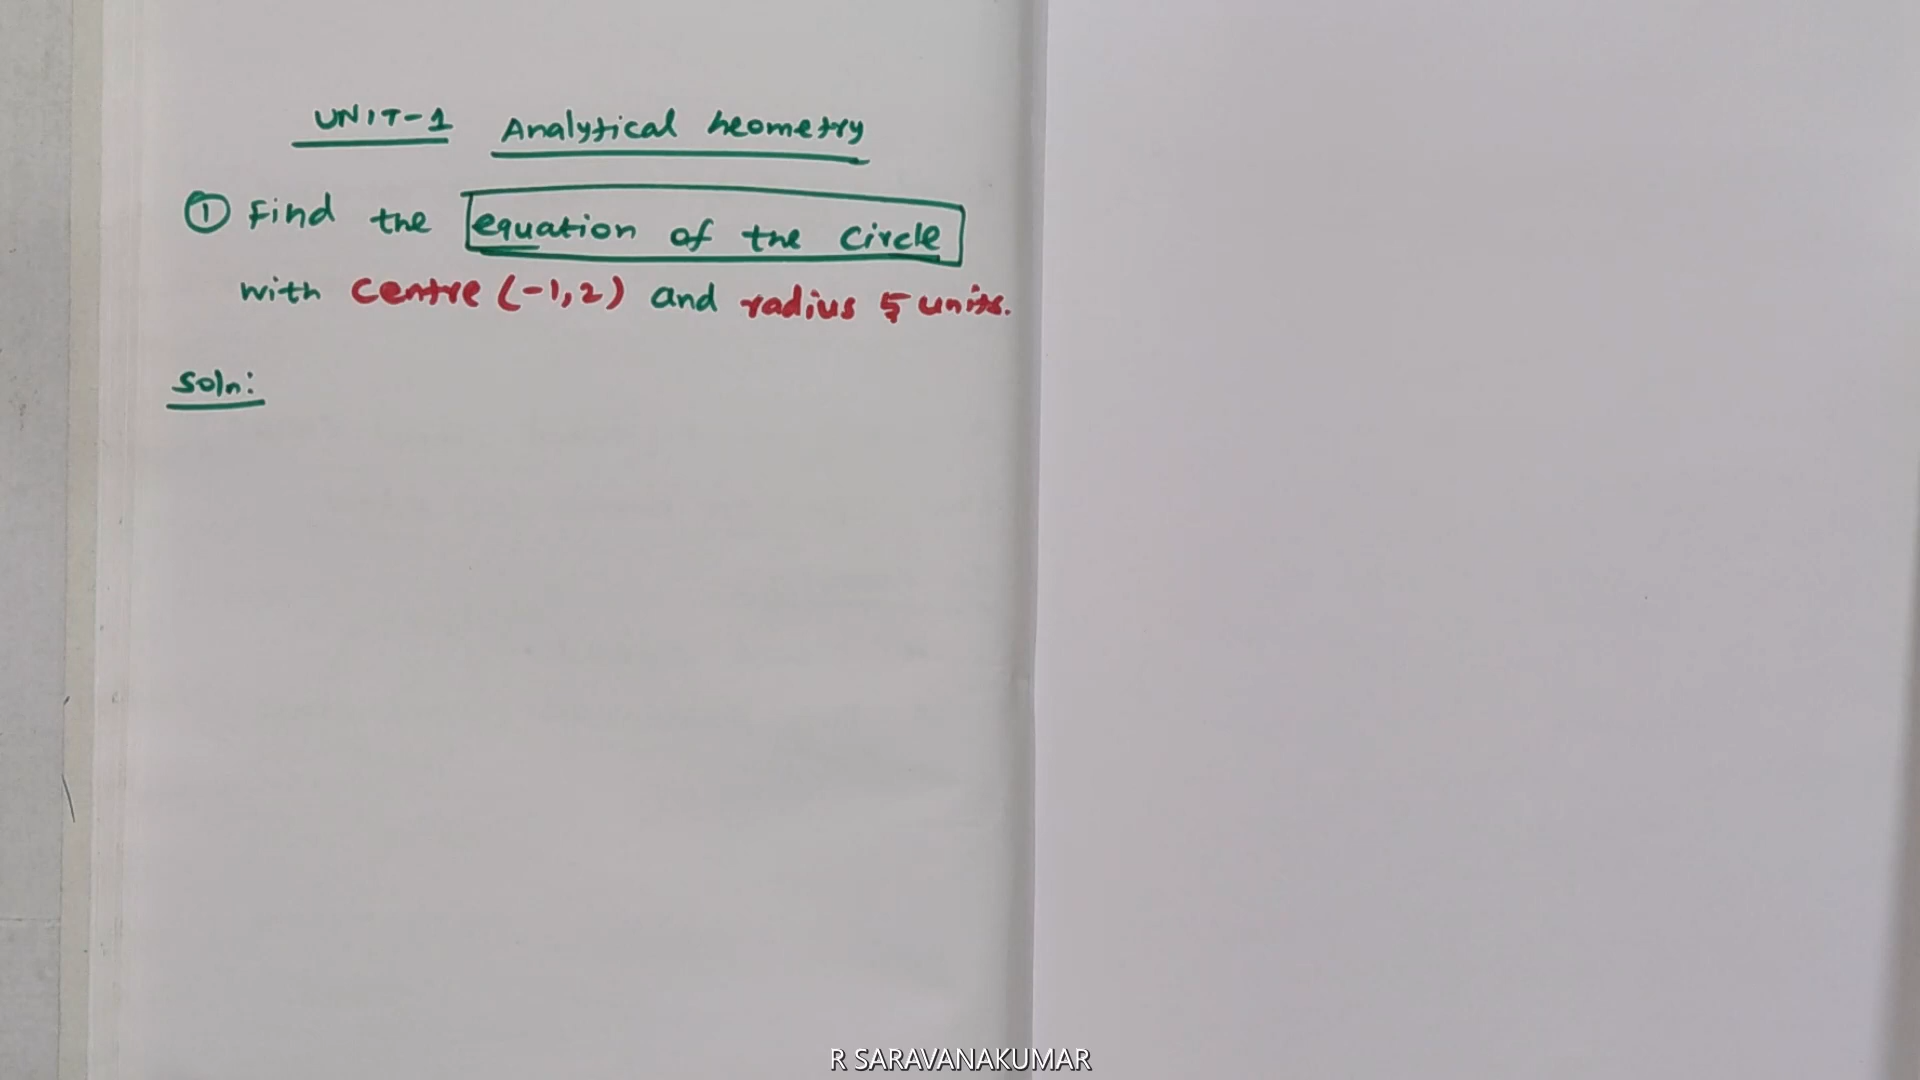 UNIT-1 Analytical Geometry
① Find the equation of the circle
with centre (-1,2) and radius 5 units.
Soln:
R SARAVANAKUMAR